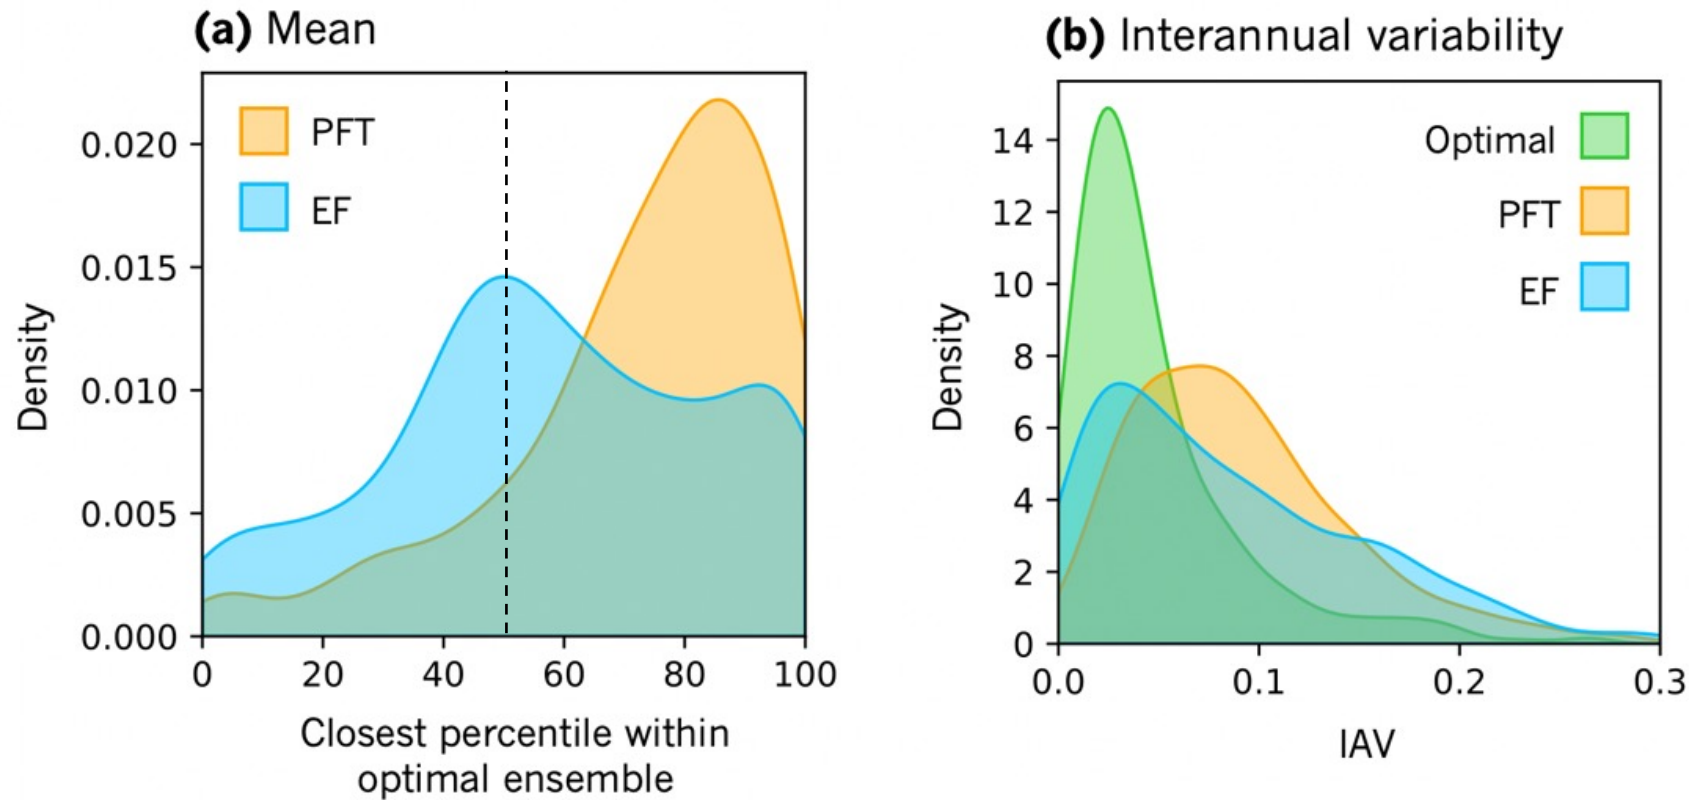 (a) Mean
PFT
EF
0.020
0.015
0.010
0.005
0.000
Density
0 20 40 60 80 100
Closest percentile within
optimal ensemble
(b) Interannual variability
Optimal
PFT
EF
14
12
10
8
6
4
2
0
Density
0.0 0.1 0.2 0.3
IAV